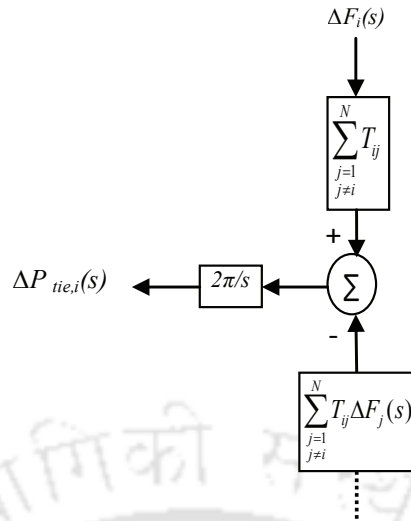 ΔF_i(s)
N
∑ T_ij
j=1
j≠i
+
ΔP_tie,i(s)
2π/s
Σ
-
N
∑ T_ij ΔF_j(s)
j=1
j≠i